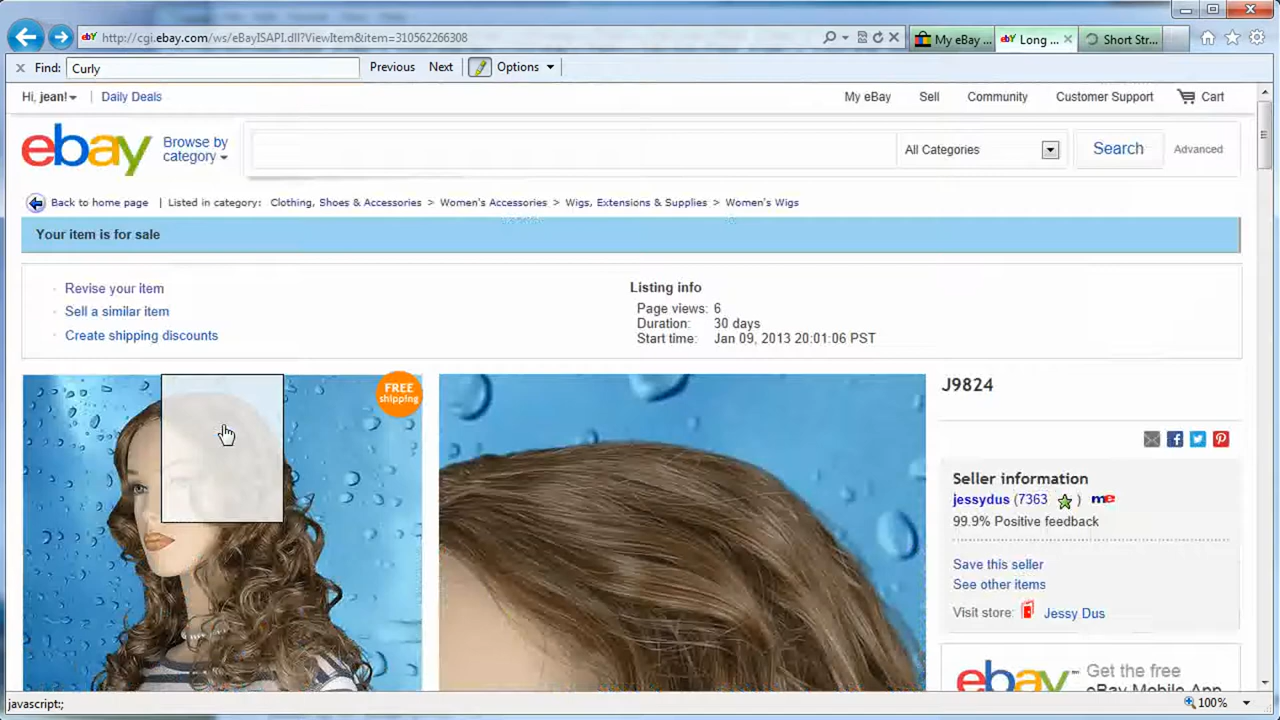 http://cgi.ebay.com/ws/eBayISAPI.dll?ViewItem&item=310562266308
My eBay ...
Long ...
Short Str...
Find: Curly Previous Next Options
Hi, jean! Daily Deals My eBay Sell Community Customer Support Cart
ebay Browse by category All Categories Search Advanced
Back to home page | Listed in category: Clothing, Shoes & Accessories > Women's Accessories > Wigs, Extensions & Supplies > Women's Wigs
Your item is for sale
Revise your item
Sell a similar item
Create shipping discounts
Listing info
Page views: 6
Duration: 30 days
Start time: Jan 09, 2013 20:01:06 PST
FREE
shipping
J9824
Seller information
jessydus (7363 ) me
99.9% Positive feedback
Save this seller
See other items
Visit store: Jessy Dus
ebay Get the free
eBay Mobile App
javascript:;
100%